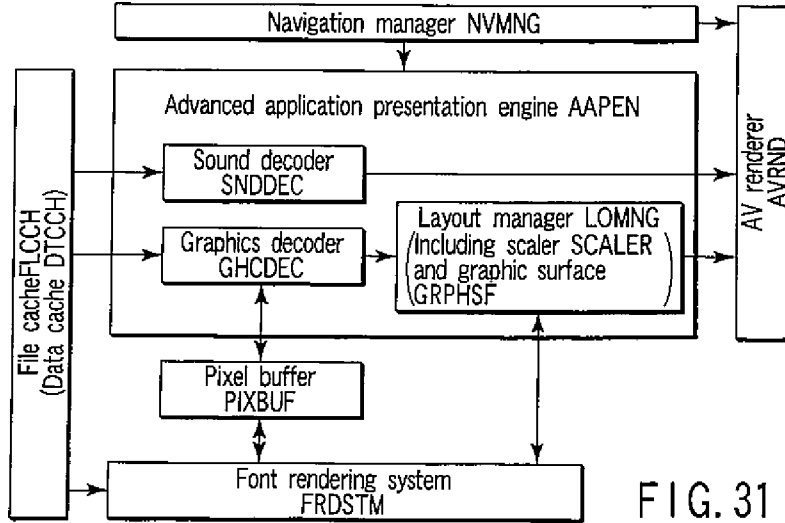 Navigation manager NVMNG
Advanced application presentation engine AAPEN
File cacheFLCCH
(Data cache DTCCH)
Sound decoder
SNDDEC
Graphics decoder
GHCDEC
Layout manager LOMNG
(Including scaler SCALER
and graphic surface
GRPHSF)
AV renderer
AVRND
Pixel buffer
PIXBUF
Font rendering system
FRDSTM
FIG. 31